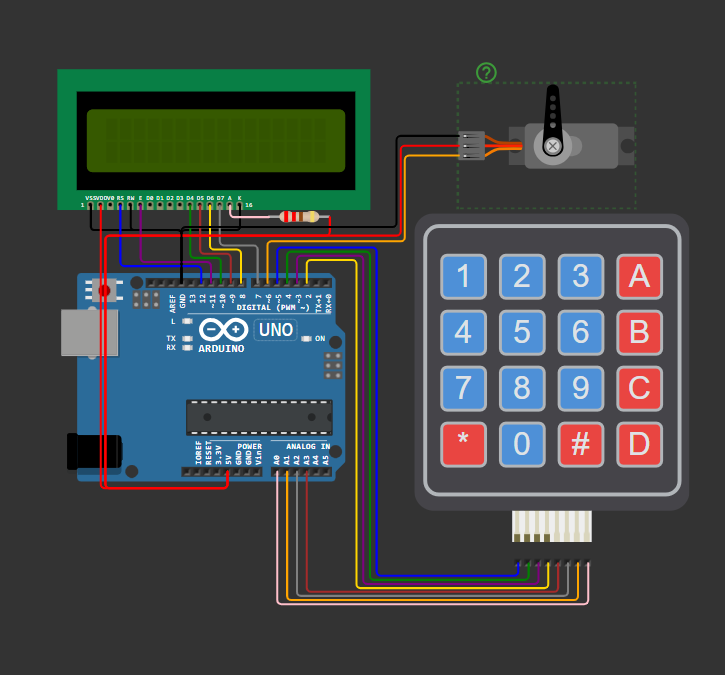 ?
1 VSS VDD V0 RS RW E D0 D1 D2 D3 D4 D5 D6 D7 A K 16
AREF GND 13 12 ~11 ~10 ~9 8 7 ~6 ~5 4 ~3 2 TX→1 RX←0
DIGITAL (PWM ~)
L
TX
RX
UNO
ARDUINO
ON
IOREF RESET 3.3V 5V GND GND Vin
POWER
A0 A1 A2 A3 A4 A5
ANALOG IN
1 2 3 A
4 5 6 B
7 8 9 C
* 0 # D